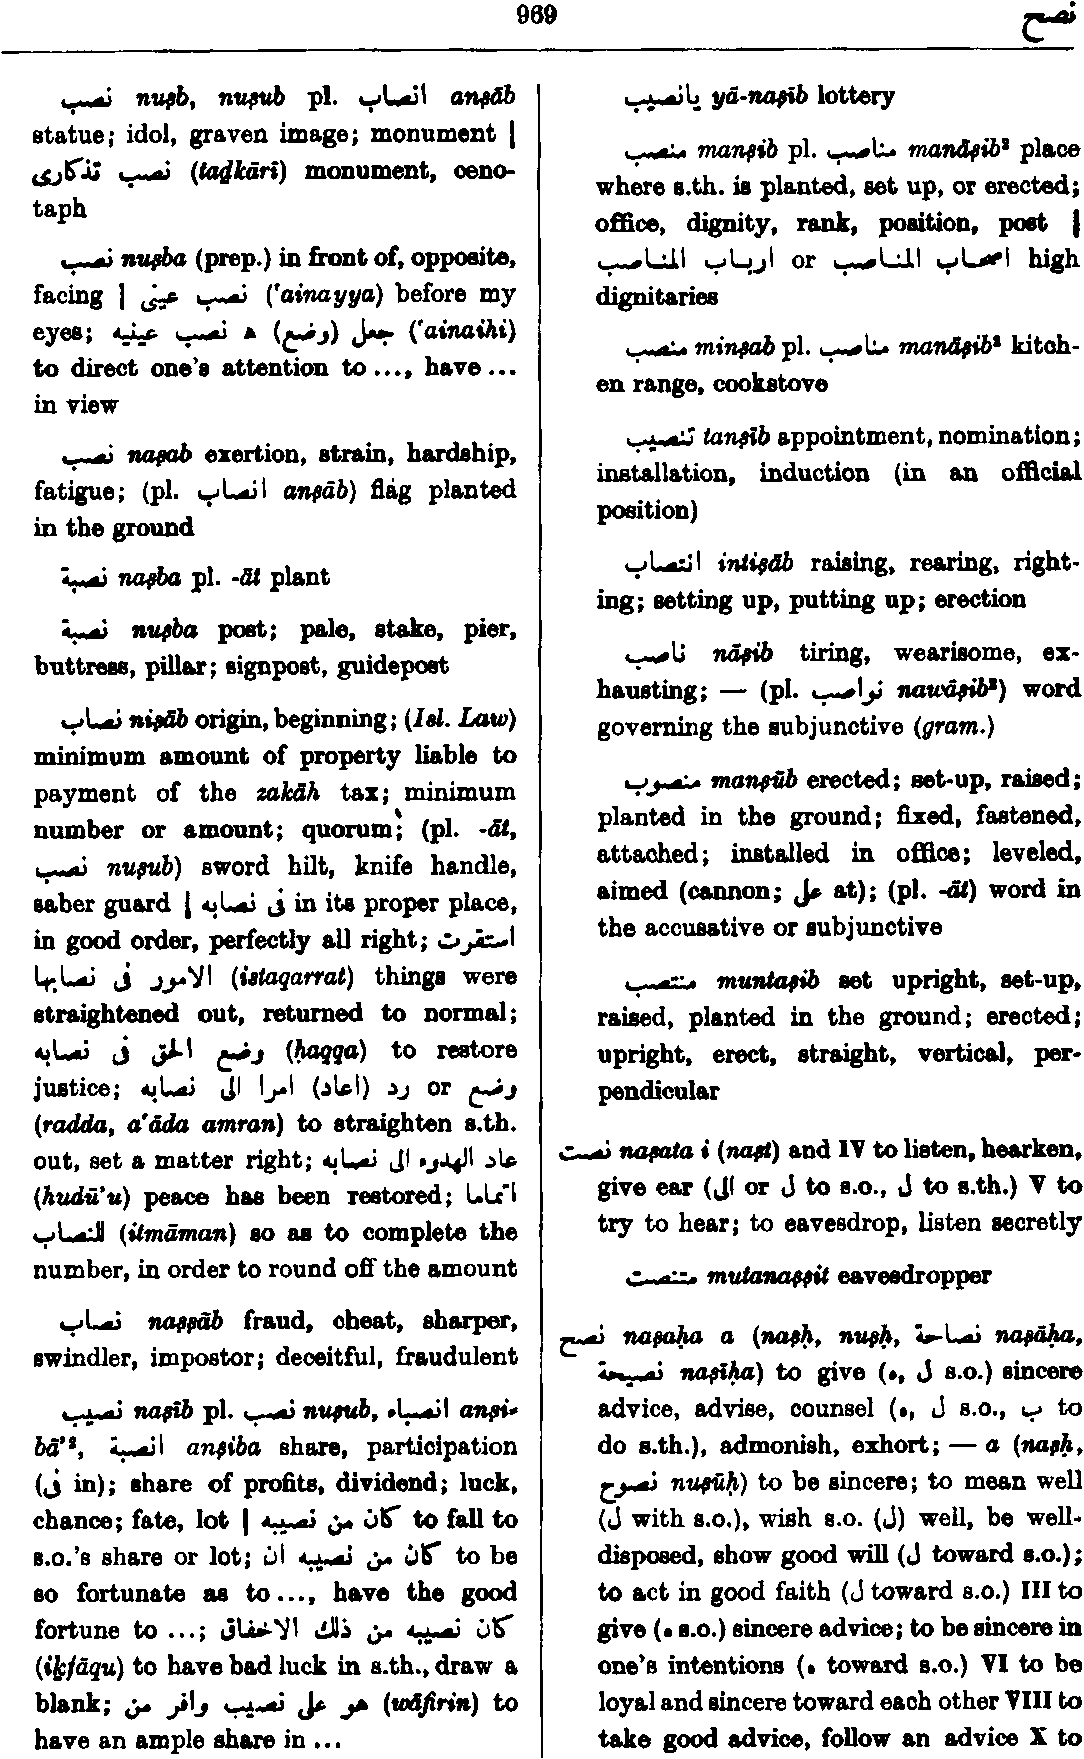 969
نصح
نصب nuṣb, nuṣub pl. انصاب anṣāb
statue; idol, graven image; monument |
نصب تذكارى (taḏkārī) monument, ceno-
taph
نصب nuṣba (prep.) in front of, opposite,
facing | نصب عينى ('ainayya) before my
eyes; جعل (وضع) ه نصب عينيه ('ainaihi)
to direct one's attention to ..., have ...
in view
نصب naṣab exertion, strain, hardship,
fatigue; (pl. انصاب anṣāb) flag planted
in the ground
نصبة naṣba pl. -āt plant
نصبة nuṣba post; pale, stake, pier,
buttress, pillar; signpost, guidepost
نصاب niṣāb origin, beginning; (Isl. Law)
minimum amount of property liable to
payment of the zakāh tax; minimum
number or amount; quorum; (pl. -āt,
نصب nuṣub) sword hilt, knife handle,
saber guard | فى نصابه in its proper place,
in good order, perfectly all right; استقرت
الامور فى نصابها (istaqarrat) things were
straightened out, returned to normal;
وضع الحق فى نصابه (ḥaqqa) to restore
justice; رد (اعاد) امرا الى نصابه or وضع
(radda, a'āda amran) to straighten s.th.
out, set a matter right; عاد الهدوء الى نصابه
(hudū'u) peace has been restored; اتماما
للنصاب (itmāman) so as to complete the
number, in order to round off the amount
نصاب naṣṣāb fraud, cheat, sharper,
swindler, impostor; deceitful, fraudulent
نصيب naṣīb pl. نصب nuṣub, انصباء anṣi-
bā'², انصبة anṣiba share, participation
(فى in); share of profits, dividend; luck,
chance; fate, lot | كان من نصيبه to fall to
s.o.'s share or lot; كان من نصيبه ان to be
so fortunate as to ..., have the good
fortune to ...; كان نصيبه من ذلك الاخفاق
(iḵfāqu) to have bad luck in s.th., draw a
blank; هو على نصيب وافر من (wāfirin) to
have an ample share in ...
يانصيب yā-naṣīb lottery
منصب manṣib pl. مناصب manāṣib² place
where s.th. is planted, set up, or erected;
office, dignity, rank, position, post |
ارباب المناصب or اصحاب المناصب high
dignitaries
منصب minṣab pl. مناصب manāṣib² kitch-
en range, cookstove
تنصيب tanṣīb appointment, nomination;
installation, induction (in an official
position)
انتصاب intiṣāb raising, rearing, right-
ing; setting up, putting up; erection
ناصب nāṣib tiring, wearisome, ex-
hausting; — (pl. نواصب nawāṣib²) word
governing the subjunctive (gram.)
منصوب manṣūb erected; set-up, raised;
planted in the ground; fixed, fastened,
attached; installed in office; leveled,
aimed (cannon; على at); (pl. -āt) word in
the accusative or subjunctive
منتصب muntaṣib set upright, set-up,
raised, planted in the ground; erected;
upright, erect, straight, vertical, per-
pendicular
نصت naṣata i (naṣt) and IV to listen, hearken,
give ear (الى or ل to s.o., ل to s.th.) V to
try to hear; to eavesdrop, listen secretly
متنصت mutanaṣṣit eavesdropper
نصح naṣaḥa a (naṣḥ, nuṣḥ, نصاحة naṣāḥa,
نصيحة naṣīḥa) to give (ه, ل s.o.) sincere
advice, advise, counsel (ه, ل s.o., ب to
do s.th.), admonish, exhort; — a (naṣḥ,
نصوح nuṣūḥ) to be sincere; to mean well
(ل with s.o.), wish s.o. (ل) well, be well-
disposed, show good will (ل toward s.o.);
to act in good faith (ل toward s.o.) III to
give (ه s.o.) sincere advice; to be sincere in
one's intentions (ه toward s.o.) VI to be
loyal and sincere toward each other VIII to
take good advice, follow an advice X to